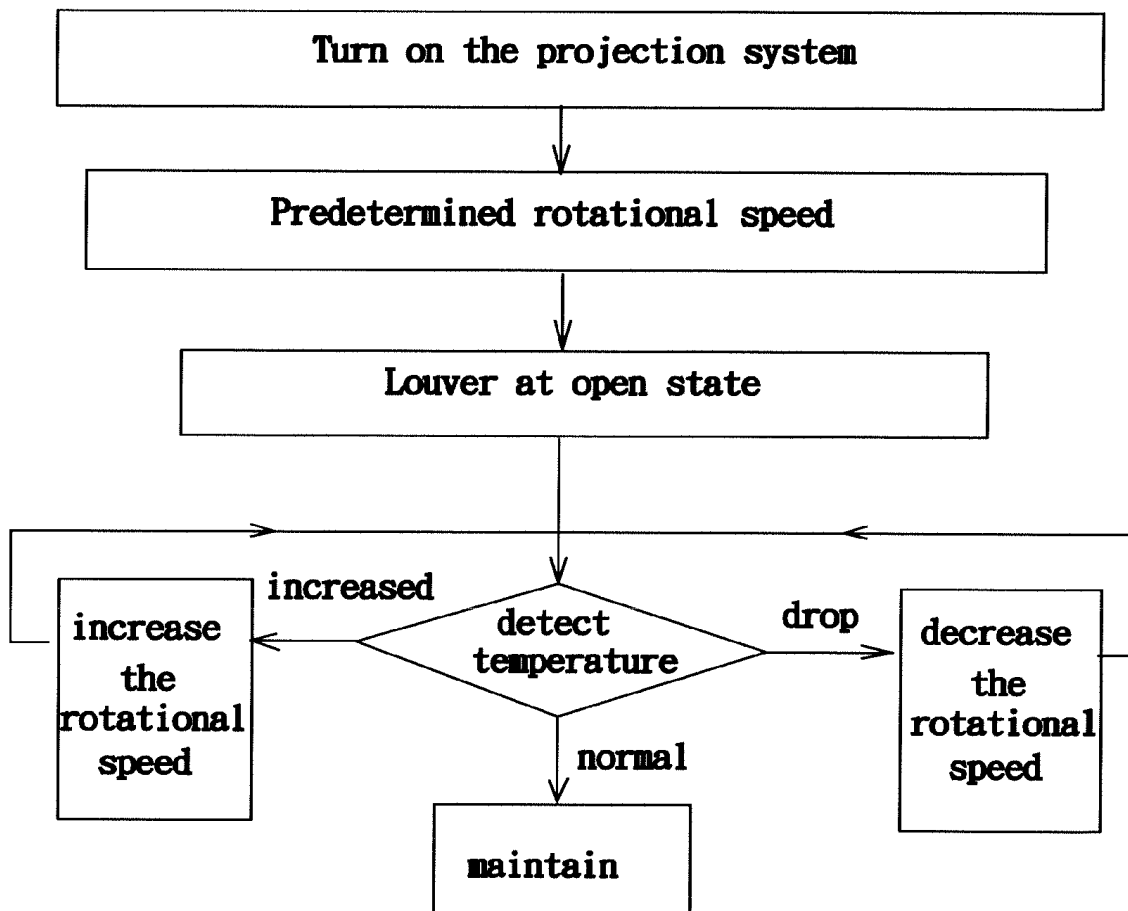 Turn on the projection system
Predetermined rotational speed
Louver at open state
increased
increase
the
rotational
speed
detect
temperature
drop
decrease
the
rotational
speed
normal
maintain